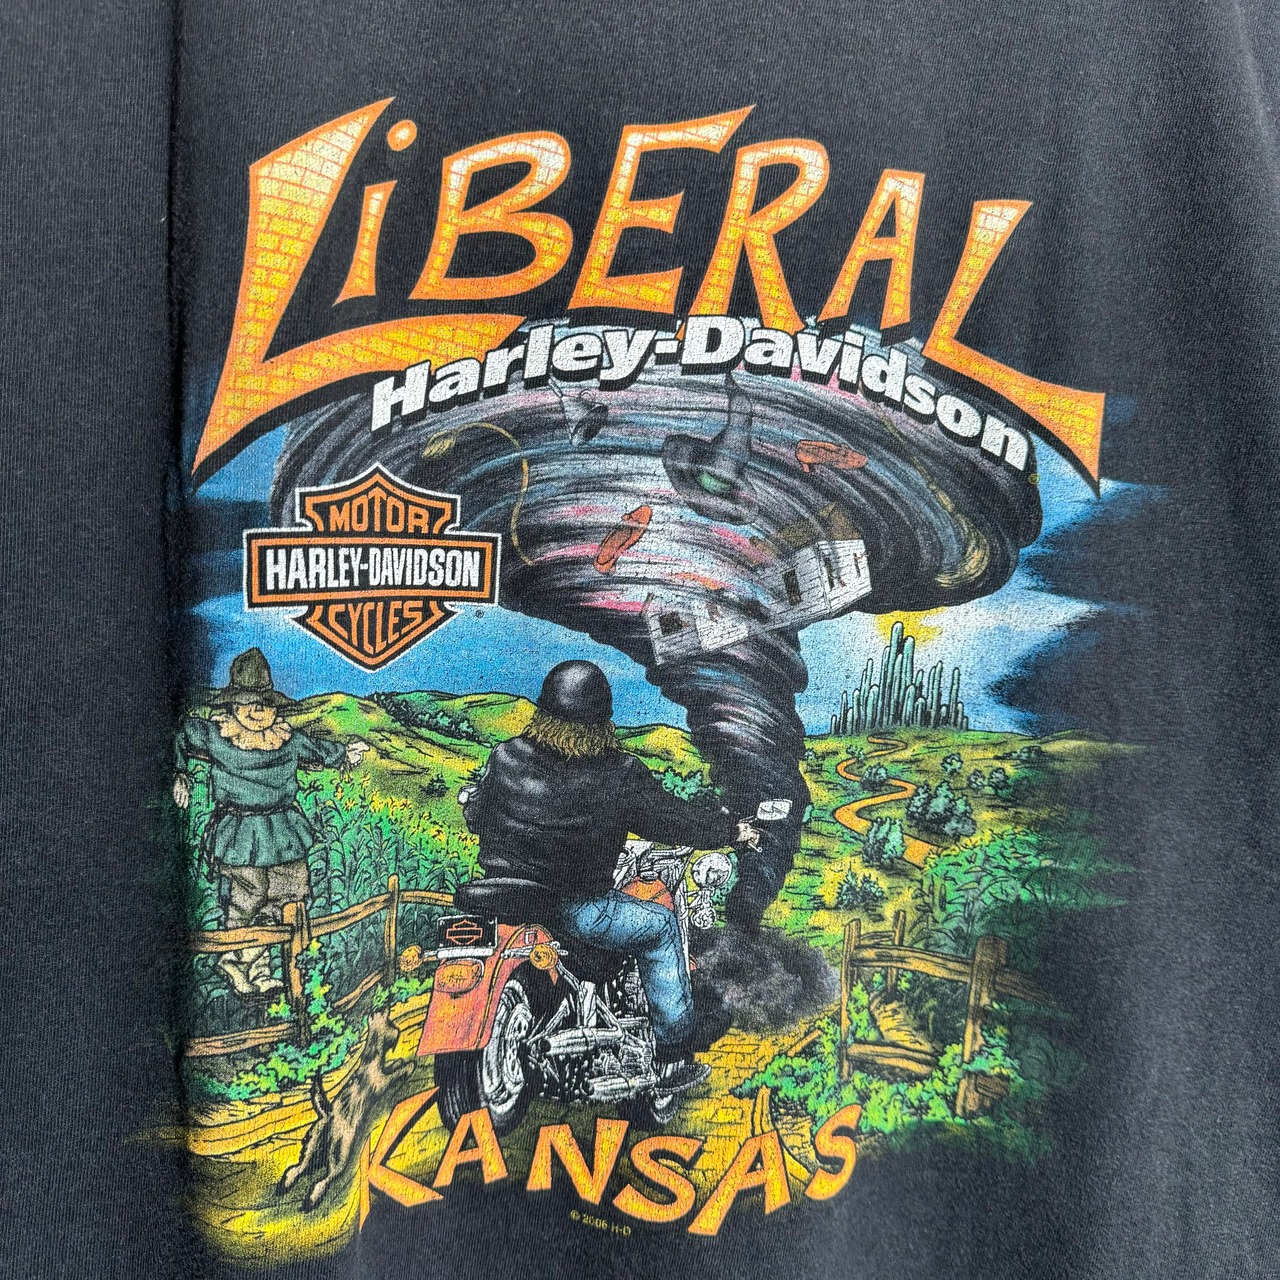 LiBERAL
Harley-Davidson
MOTOR
HARLEY-DAVIDSON
CYCLES
KANSAS
© 2006 H-D